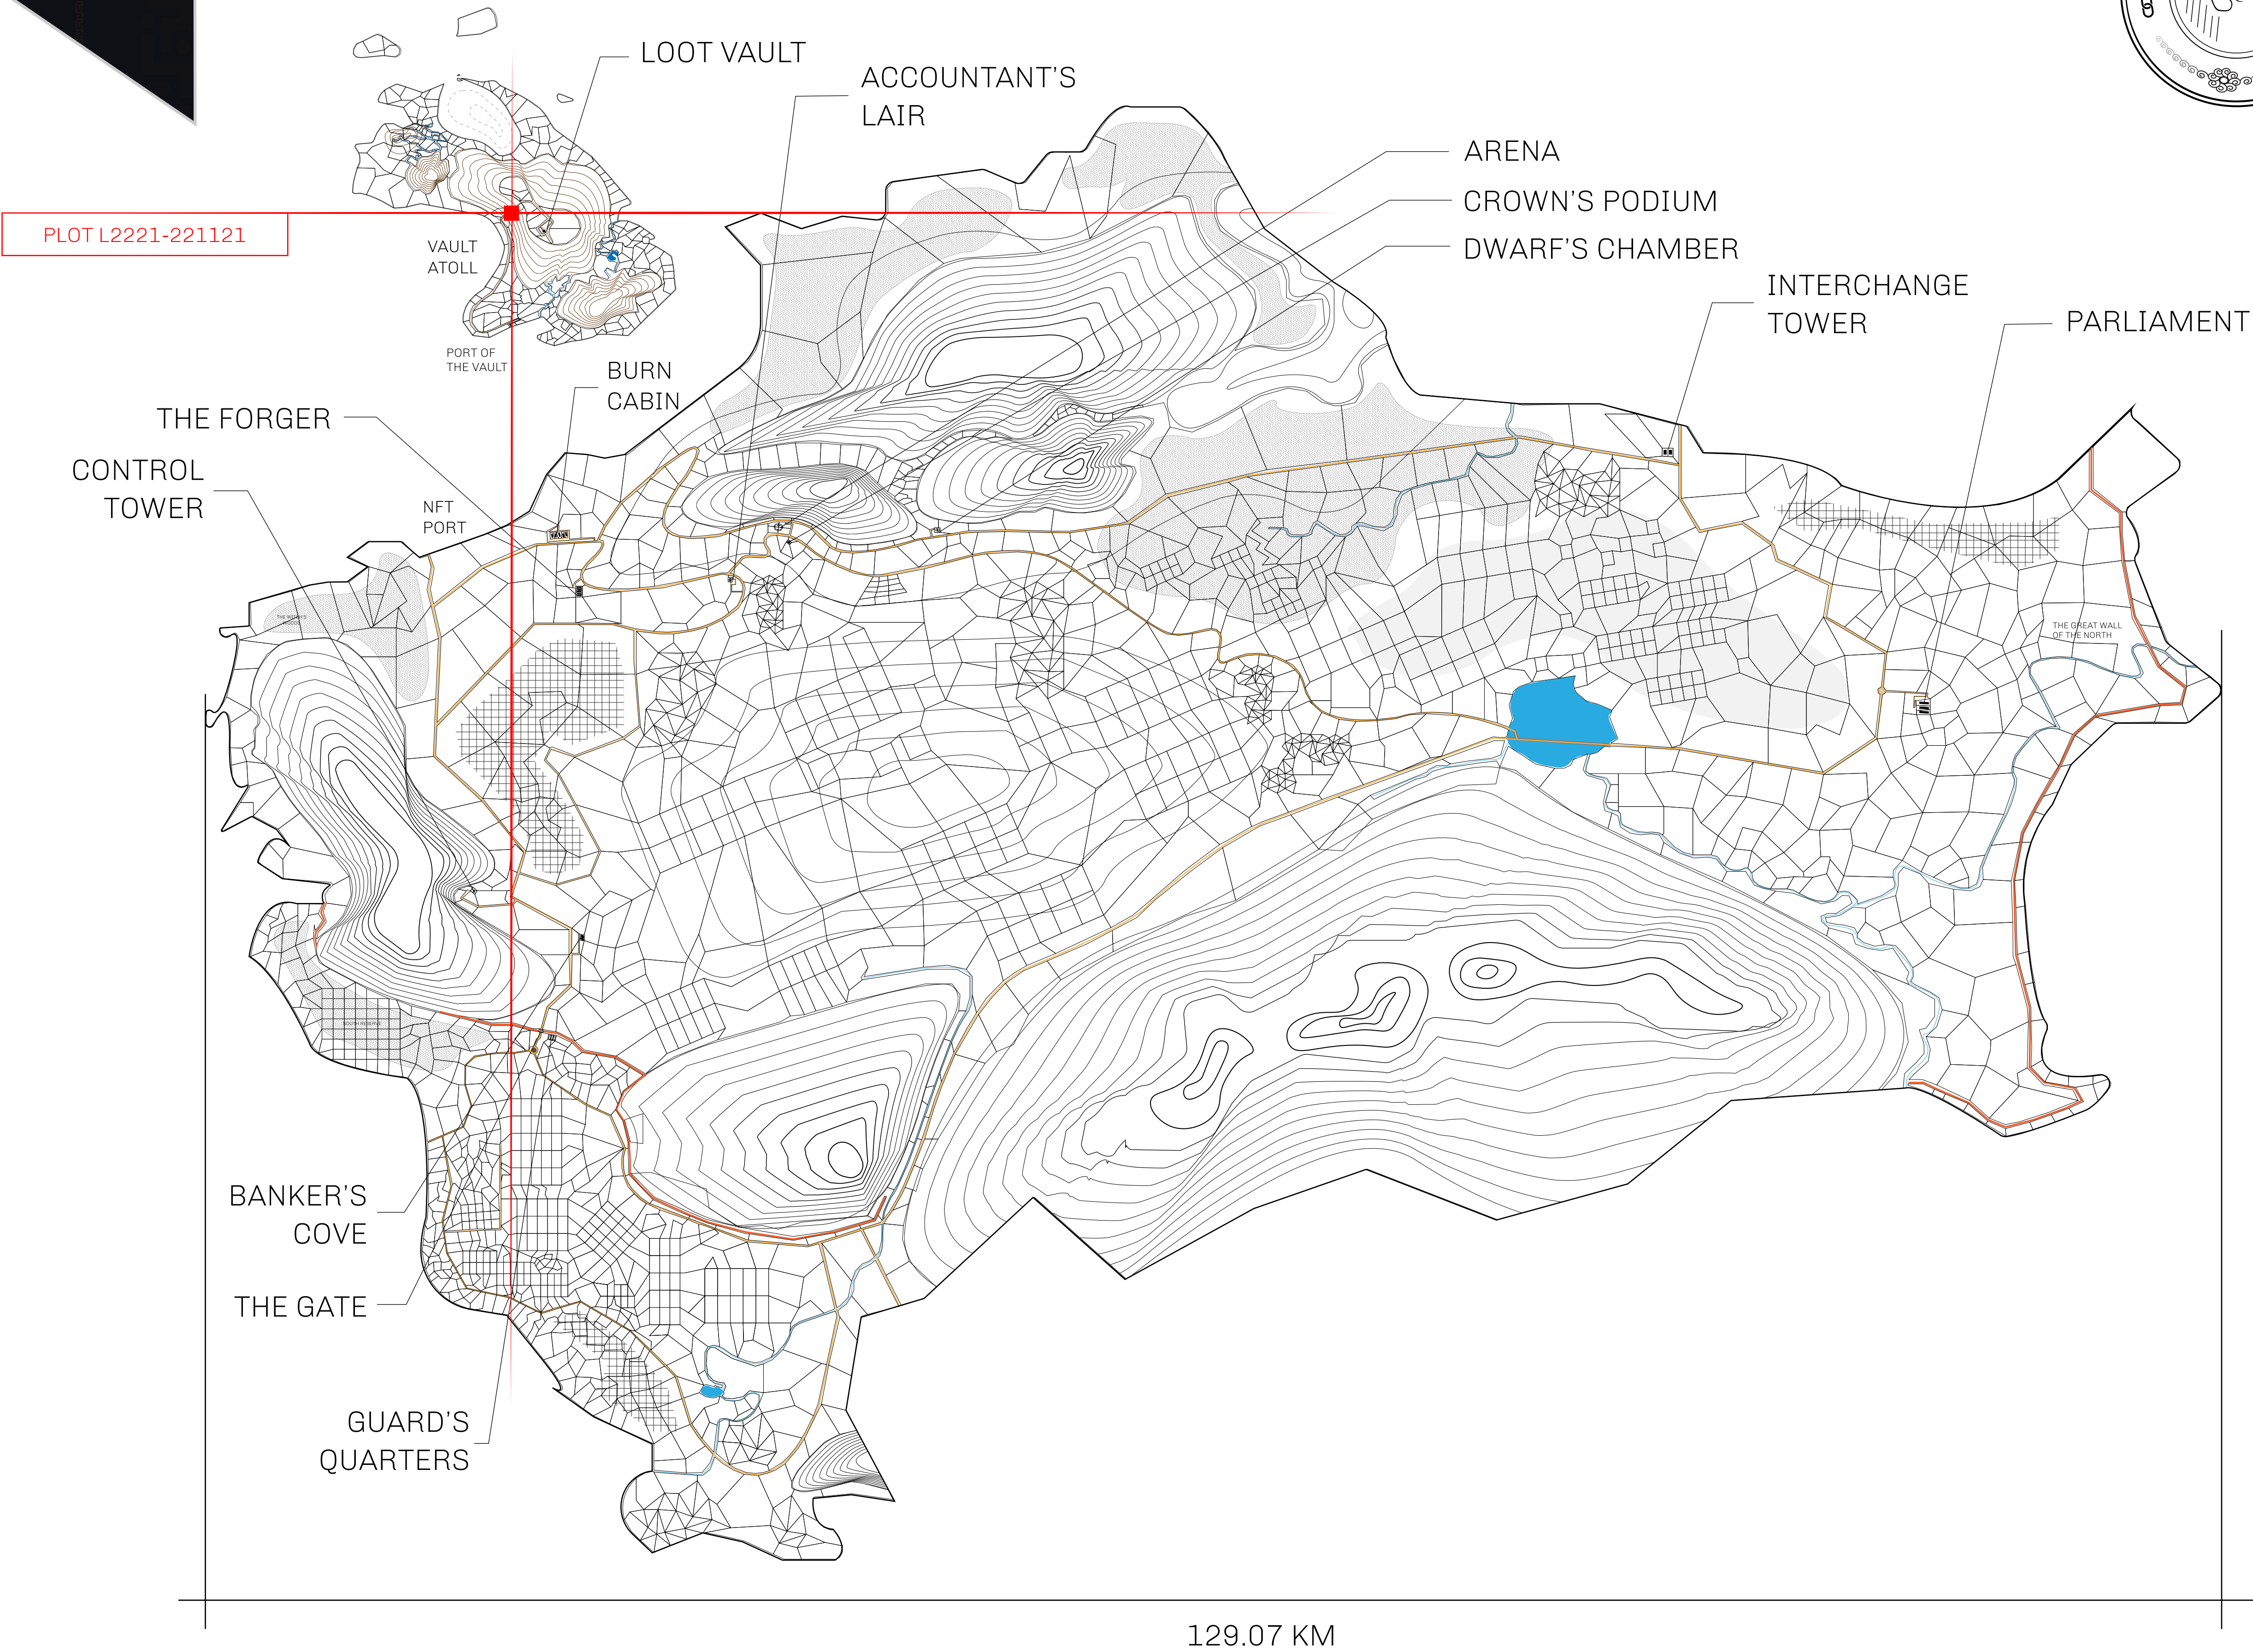 LOOT VAULT
ACCOUNTANT'S
LAIR
ARENA
CROWN'S PODIUM
DWARF'S CHAMBER
PLOT L2221-221121
VAULT
ATOLL
INTERCHANGE
TOWER
PARLIAMENT
PORT OF
THE VAULT
BURN
CABIN
THE FORGER
CONTROL
TOWER
NFT
PORT
THE GREAT WALL
OF THE NORTH
SOUTH RESERVE
BANKER'S
COVE
THE GATE
GUARD'S
QUARTERS
129.07 KM